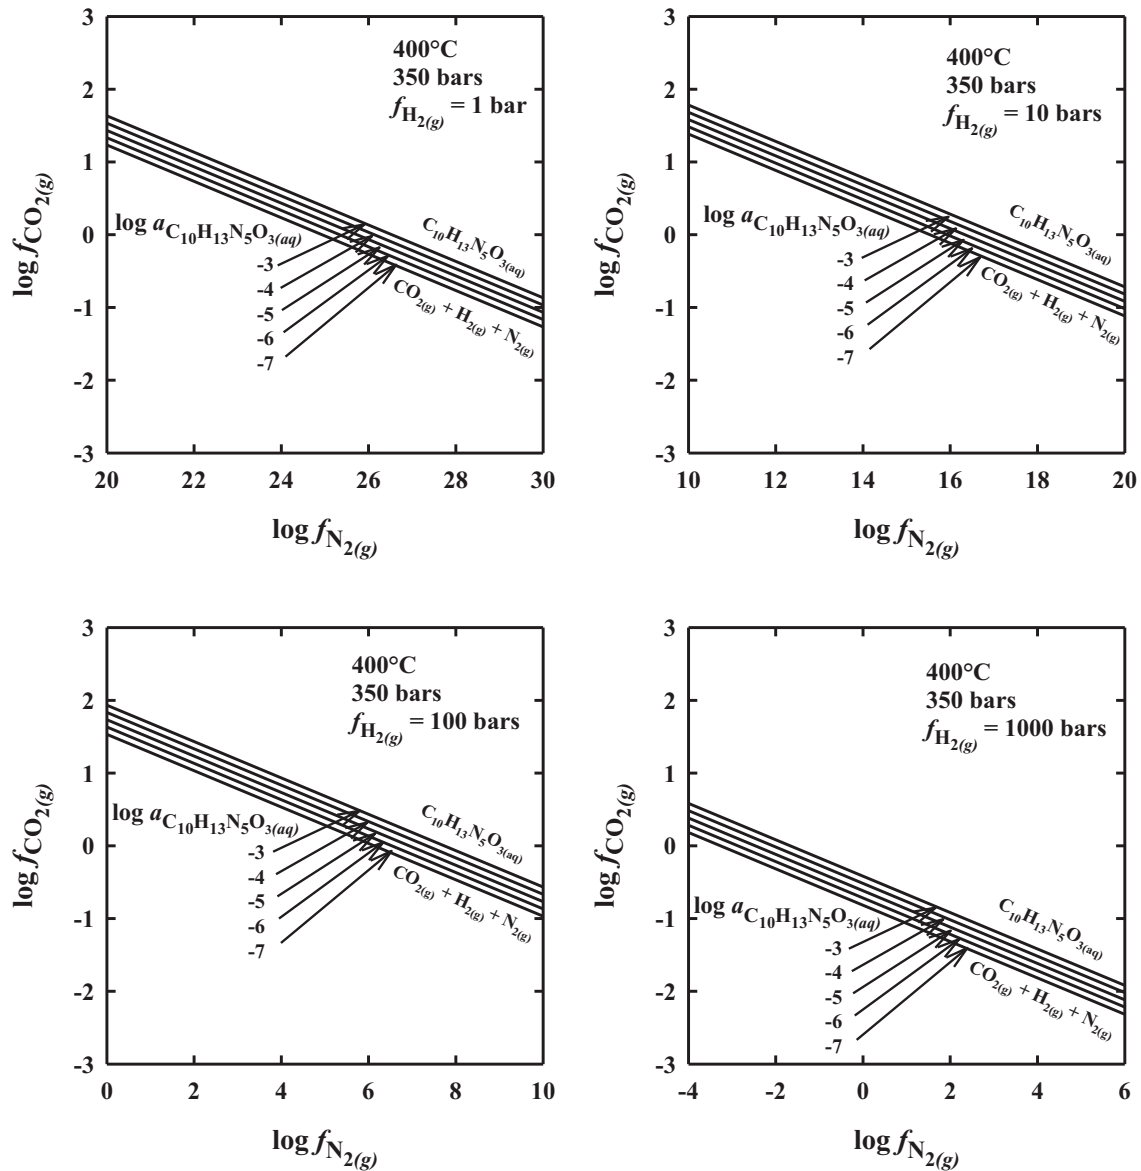 3
2
1
0
-1
-2
-3
log fCO2(g)
400°C
350 bars
fH2(g) = 1 bar
log aC10H13N5O3(aq)
-3
-4
-5
-6
-7
C10H13N5O3(aq)
CO2(g) + H2(g) + N2(g)
20 22 24 26 28 30
log fN2(g)
3
2
1
0
-1
-2
-3
log fCO2(g)
400°C
350 bars
fH2(g) = 10 bars
log aC10H13N5O3(aq)
-3
-4
-5
-6
-7
C10H13N5O3(aq)
CO2(g) + H2(g) + N2(g)
10 12 14 16 18 20
log fN2(g)
3
2
1
0
-1
-2
-3
log fCO2(g)
400°C
350 bars
fH2(g) = 100 bars
log aC10H13N5O3(aq)
-3
-4
-5
-6
-7
C10H13N5O3(aq)
CO2(g) + H2(g) + N2(g)
0 2 4 6 8 10
log fN2(g)
3
2
1
0
-1
-2
-3
log fCO2(g)
400°C
350 bars
fH2(g) = 1000 bars
log aC10H13N5O3(aq)
-3
-4
-5
-6
-7
C10H13N5O3(aq)
CO2(g) + H2(g) + N2(g)
-4 -2 0 2 4 6
log fN2(g)